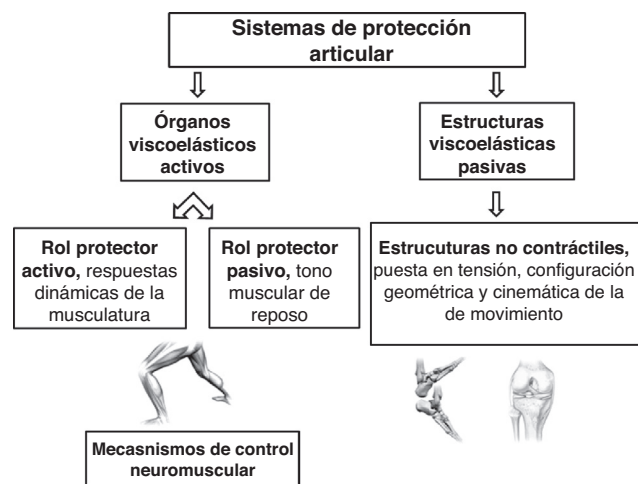 Sistemas de protección
articular
Órganos
viscoelásticos
activos
Estructuras
viscoelásticas
pasivas
Rol protector
activo, respuestas
dinámicas de la
musculatura
Rol protector
pasivo, tono
muscular de
reposo
Estrucuturas no contráctiles,
puesta en tensión, configuración
geométrica y cinemática de la
de movimiento
Mecasnismos de control
neuromuscular